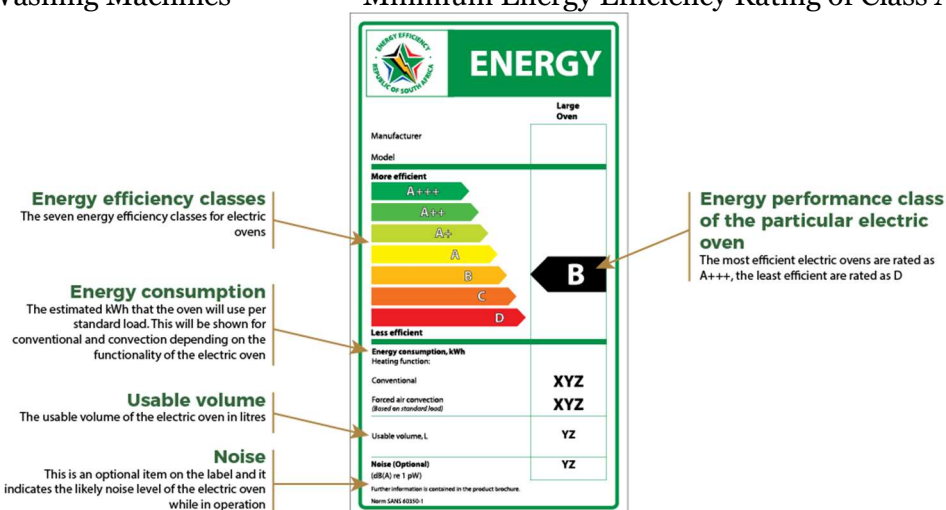 Washing Machines
Minimum Energy Efficiency Rating of Class A
ENERGY EFFICIENCY
REPUBLIC OF SOUTH AFRICA
ENERGY
Large
Oven
Manufacturer
Model
More efficient
A+++
A++
A+
A
B
C
D
Less efficient
B
Energy consumption, kWh
Heating function:
Conventional
XYZ
Forced air convection
(Based on standard load)
XYZ
Usable volume, L
YZ
Noise (Optional)
(dB(A) re 1 pW)
YZ
Further information is contained in the product brochure.
Norm SANS 60350-1
Energy efficiency classes
The seven energy efficiency classes for electric
ovens
Energy consumption
The estimated kWh that the oven will use per
standard load. This will be shown for
conventional and convection depending on the
functionality of the electric oven
Usable volume
The usable volume of the electric oven in litres
Noise
This is an optional item on the label and it
indicates the likely noise level of the electric oven
while in operation
Energy performance class
of the particular electric
oven
The most efficient electric ovens are rated as
A+++, the least efficient are rated as D